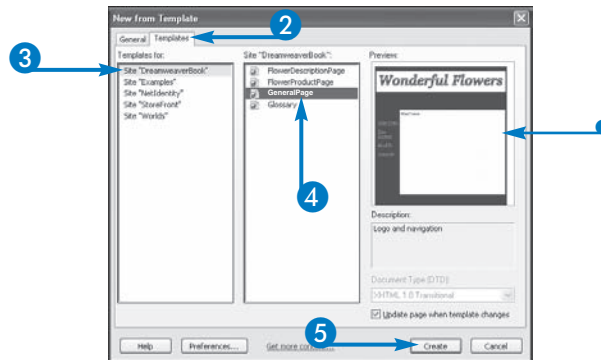 New from Template
General Templates
2
3
Templates for:
Site "DreamweaverBook"
Site "Examples"
Site "NetIdentity"
Site "StoreFront"
Site "Worlds"
Site "DreamweaverBook":
FlowerDescriptionPage
FlowerProductPage
GeneralPage
Glossary
4
Preview:
Wonderful Flowers
Description:
Logo and navigation
Document Type (DTD):
XHTML 1.0 Transitional
Update page when template changes
5
Help
Preferences...
Get more
Create
Cancel